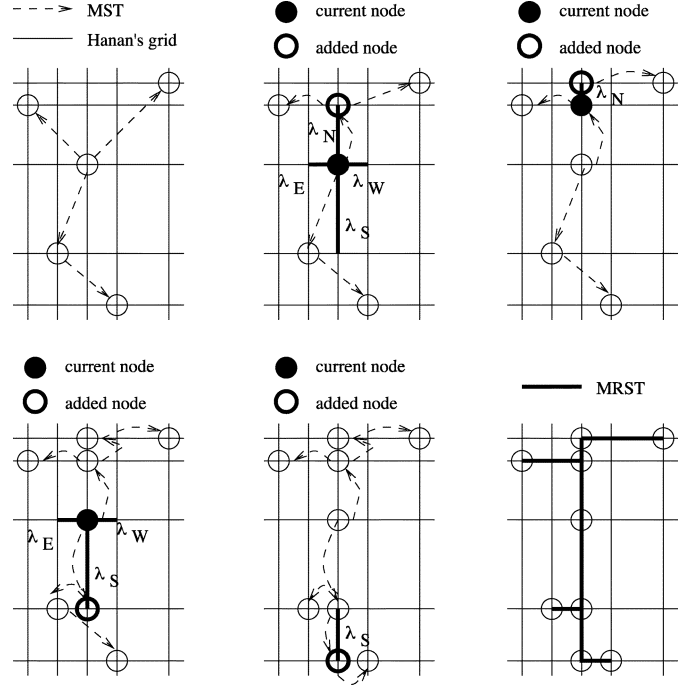 MST
Hanan's grid
current node
added node
λ N
λ E
λ W
λ S
current node
added node
λ N
current node
added node
λ E
λ W
λ S
current node
added node
λ S
MRST